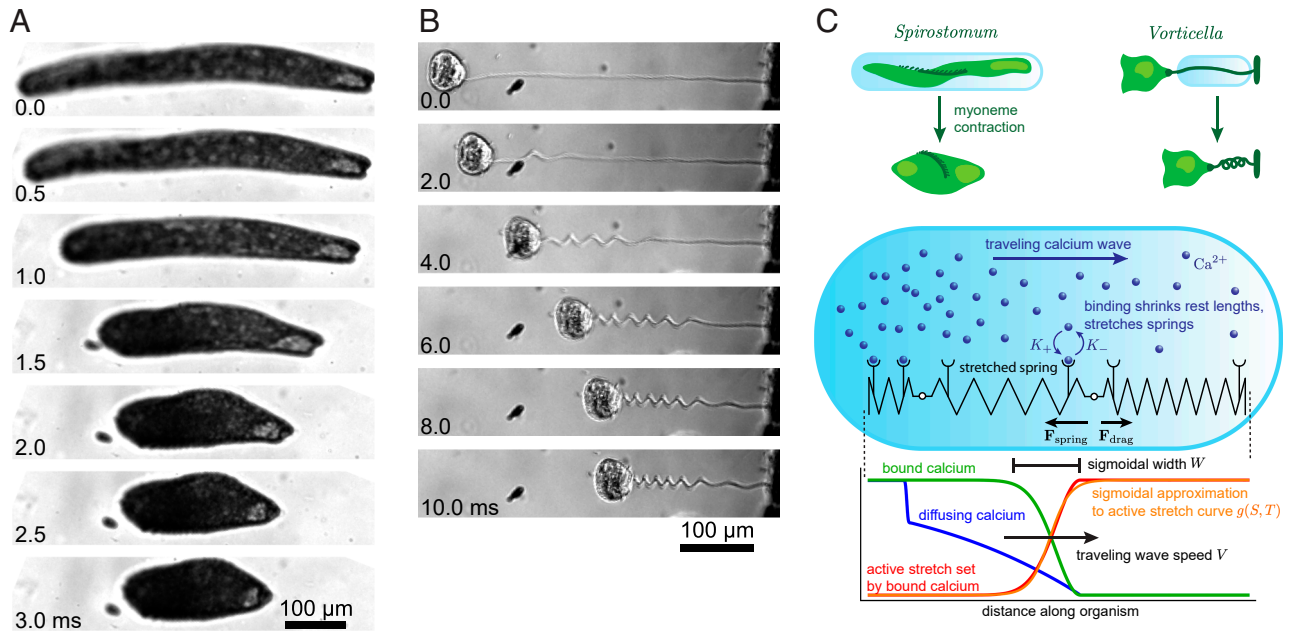 A
0.0
0.5
1.0
1.5
2.0
2.5
3.0 ms
100 μm
B
0.0
2.0
4.0
6.0
8.0
10.0 ms
100 μm
C
Spirostomum
Vorticella
myoneme
contraction
traveling calcium wave
Ca²⁺
binding shrinks rest lengths,
stretches springs
K₊
K₋
stretched spring
F_spring
F_drag
sigmoidal width W
bound calcium
sigmoidal approximation
to active stretch curve g(S,T)
diffusing calcium
traveling wave speed V
active stretch set
by bound calcium
distance along organism